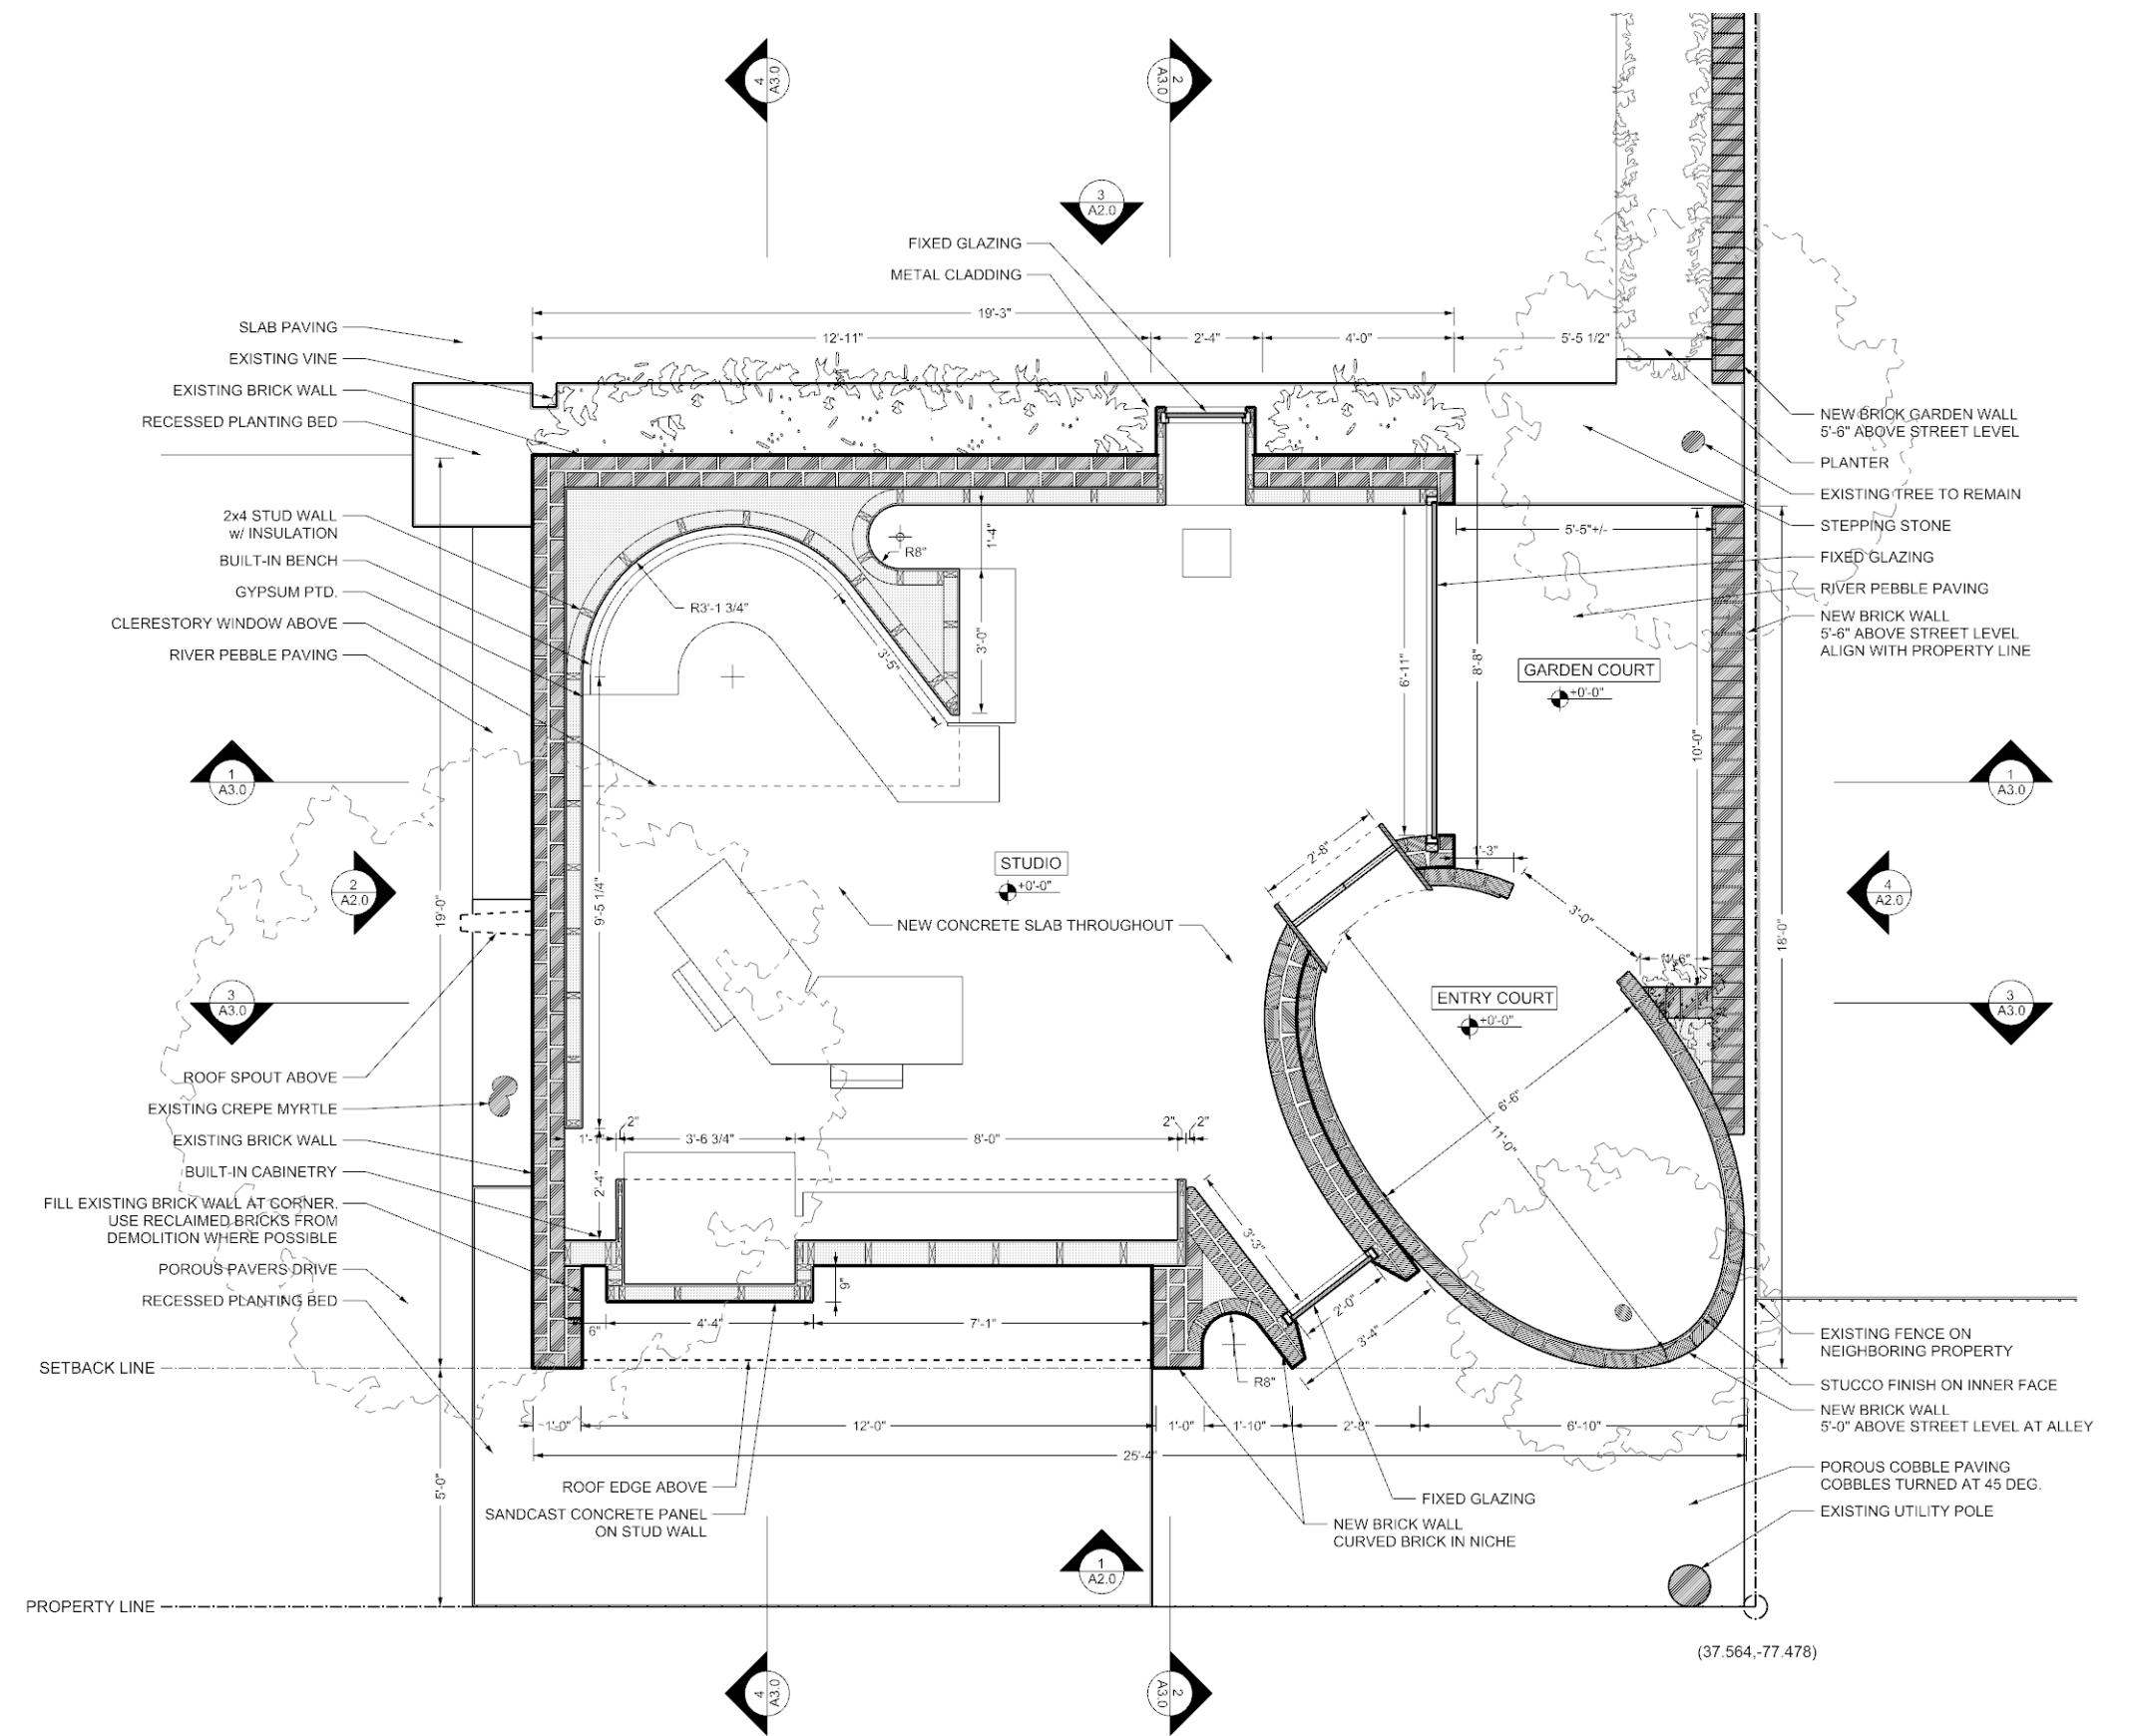 4
A3.0
2
A3.0
3
A2.0
FIXED GLAZING
METAL CLADDING
19'-3"
12'-11"
2'-4"
4'-0"
5'-5 1/2"
SLAB PAVING
EXISTING VINE
EXISTING BRICK WALL
RECESSED PLANTING BED
2x4 STUD WALL
w/ INSULATION
BUILT-IN BENCH
GYPSUM PTD.
CLERESTORY WINDOW ABOVE
RIVER PEBBLE PAVING
NEW BRICK GARDEN WALL
5'-6" ABOVE STREET LEVEL
PLANTER
EXISTING TREE TO REMAIN
STEPPING STONE
FIXED GLAZING
RIVER PEBBLE PAVING
NEW BRICK WALL
5'-6" ABOVE STREET LEVEL
ALIGN WITH PROPERTY LINE
1'-4"
R8"
5'-5"+/-
R3'-1 3/4"
3'-5"
3'-0"
6'-11"
8'-8"
GARDEN COURT
+0'-0"
10'-0"
1
A3.0
1
A3.0
2
A2.0
4
A2.0
3
A3.0
3
A3.0
STUDIO
+0'-0"
2'-8"
1'-3"
3'-0"
19'-0"
9'-5 1/4"
18'-0"
NEW CONCRETE SLAB THROUGHOUT
ENTRY COURT
+0'-0"
6'-6"
11'-0"
ROOF SPOUT ABOVE
EXISTING CREPE MYRTLE
EXISTING BRICK WALL
BUILT-IN CABINETRY
FILL EXISTING BRICK WALL AT CORNER.
USE RECLAIMED BRICKS FROM
DEMOLITION WHERE POSSIBLE
POROUS PAVERS DRIVE
RECESSED PLANTING BED
2"
3'-6 3/4"
8'-0"
2"
2"
2'-4"
3'-3"
9"
6"
4'-4"
7'-1"
2'-0"
3'-4"
R8"
SETBACK LINE
1'-0"
12'-0"
1'-0"
1'-10"
2'-8"
6'-10"
25'-4"
5'-0"
EXISTING FENCE ON
NEIGHBORING PROPERTY
STUCCO FINISH ON INNER FACE
NEW BRICK WALL
5'-0" ABOVE STREET LEVEL AT ALLEY
POROUS COBBLE PAVING
COBBLES TURNED AT 45 DEG.
EXISTING UTILITY POLE
ROOF EDGE ABOVE
SANDCAST CONCRETE PANEL
ON STUD WALL
FIXED GLAZING
NEW BRICK WALL
CURVED BRICK IN NICHE
1
A2.0
PROPERTY LINE
(37.564,-77.478)
4
A3.0
2
A3.0